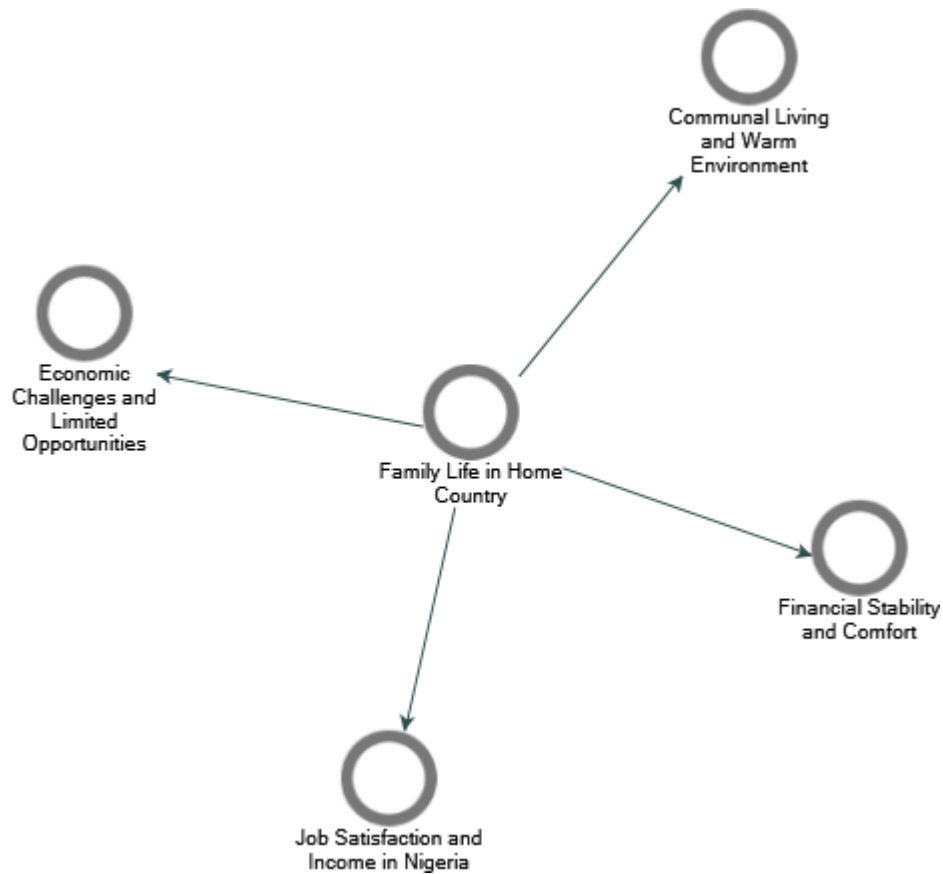 Communal Living
and Warm
Environment
Economic
Challenges and
Limited
Opportunities
Family Life in Home
Country
Financial Stability
and Comfort
Job Satisfaction and
Income in Nigeria